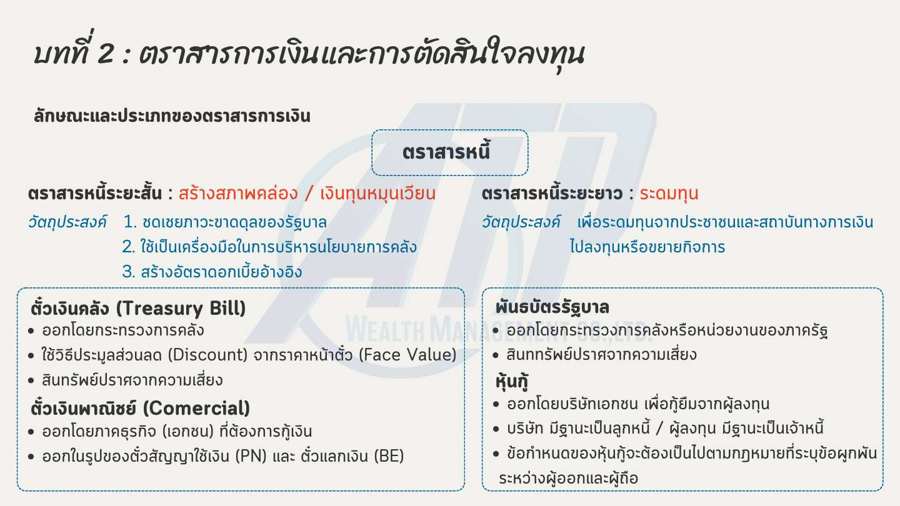 บทที่ 2 : ตราสารการเงินและการตัดสินใจลงทุน
ลักษณะและประเภทของตราสารการเงิน
ตราสารหนี้
ตราสารหนี้ระยะสั้น : สร้างสภาพคล่อง / เงินทุนหมุนเวียน
วัตถุประสงค์ 1. ชดเชยภาวะขาดดุลของรัฐบาล
2. ใช้เป็นเครื่องมือในการบริหารนโยบายการคลัง
3. สร้างอัตราดอกเบี้ยอ้างอิง
ตั๋วเงินคลัง (Treasury Bill)
• ออกโดยกระทรวงการคลัง
• ใช้วิธีประมูลส่วนลด (Discount) จากราคาหน้าตั๋ว (Face Value)
• สินทรัพย์ปราศจากความเสี่ยง
ตั๋วเงินพาณิชย์ (Comercial)
• ออกโดยภาคธุรกิจ (เอกชน) ที่ต้องการกู้เงิน
• ออกในรูปของตั๋วสัญญาใช้เงิน (PN) และ ตั๋วแลกเงิน (BE)
ตราสารหนี้ระยะยาว : ระดมทุน
วัตถุประสงค์ เพื่อระดมทุนจากประชาชนและสถาบันทางการเงิน
ไปลงทุนหรือขยายกิจการ
พันธบัตรรัฐบาล
• ออกโดยกระทรวงการคลังหรือหน่วยงานของภาครัฐ
• สินททรัพย์ปราศจากความเสี่ยง
หุ้นกู้
• ออกโดยบริษัทเอกชน เพื่อกู้ยืมจากผู้ลงทุน
• บริษัท มีฐานะเป็นลูกหนี้ / ผู้ลงทุน มีฐานะเป็นเจ้าหนี้
• ข้อกำหนดของหุ้นกู้จะต้องเป็นไปตามกฎหมายที่ระบุข้อผูกพัน
ระหว่างผู้ออกและผู้ถือ
ATP
WEALTH MANAGEMENT CO.,LTD.